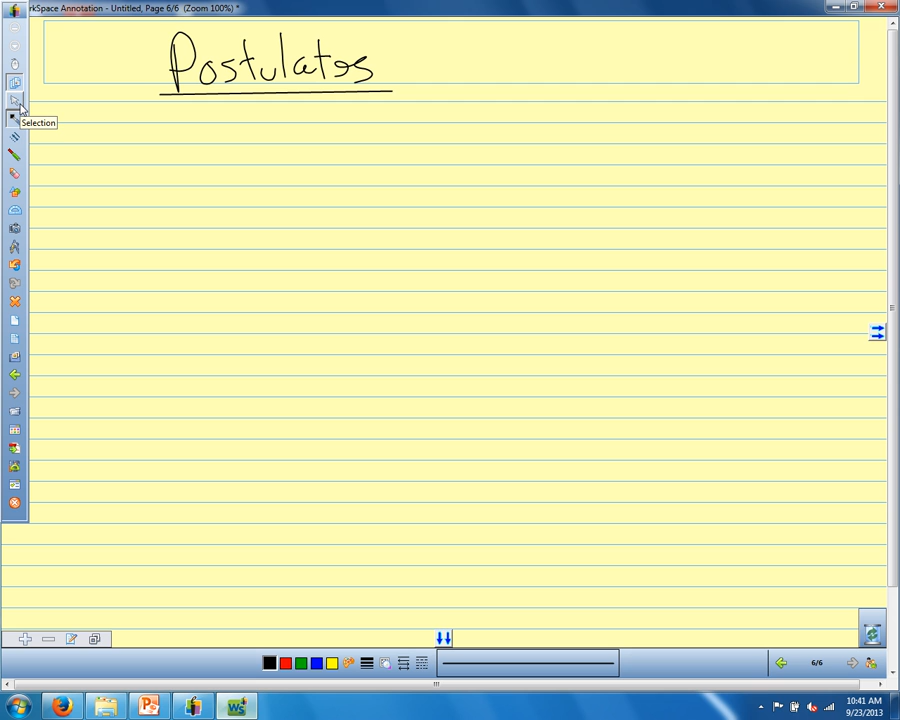 rkSpace Annotation - Untitled, Page 6/6 (Zoom 100%) *
Postulates
Selection
6/6
10:41 AM
9/23/2013